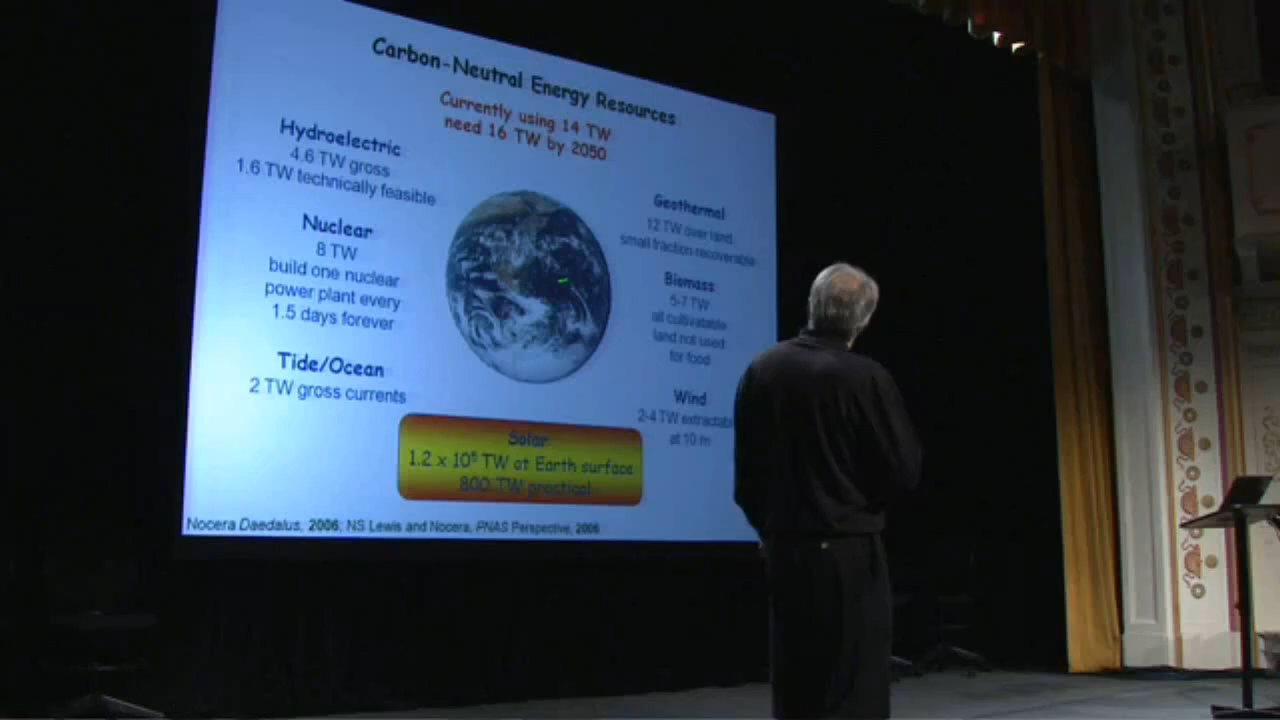 Carbon-Neutral Energy Resources
Currently using 14 TW
need 16 TW by 2050
Hydroelectric
4.6 TW gross
1.6 TW technically feasible
Nuclear
8 TW
build one nuclear
power plant every
1.5 days forever
Tide/Ocean
2 TW gross currents
Geothermal
12 TW over land
small fraction recoverable
Biomass
5-7 TW
all cultivatable
land not used
for food
Wind
2-4 TW extractabl
at 10 m
Solar
1.2 x 10⁵ TW at Earth surface
800 TW practical
Nocera Daedalus, 2006; NS Lewis and Nocera, PNAS Perspective, 2006